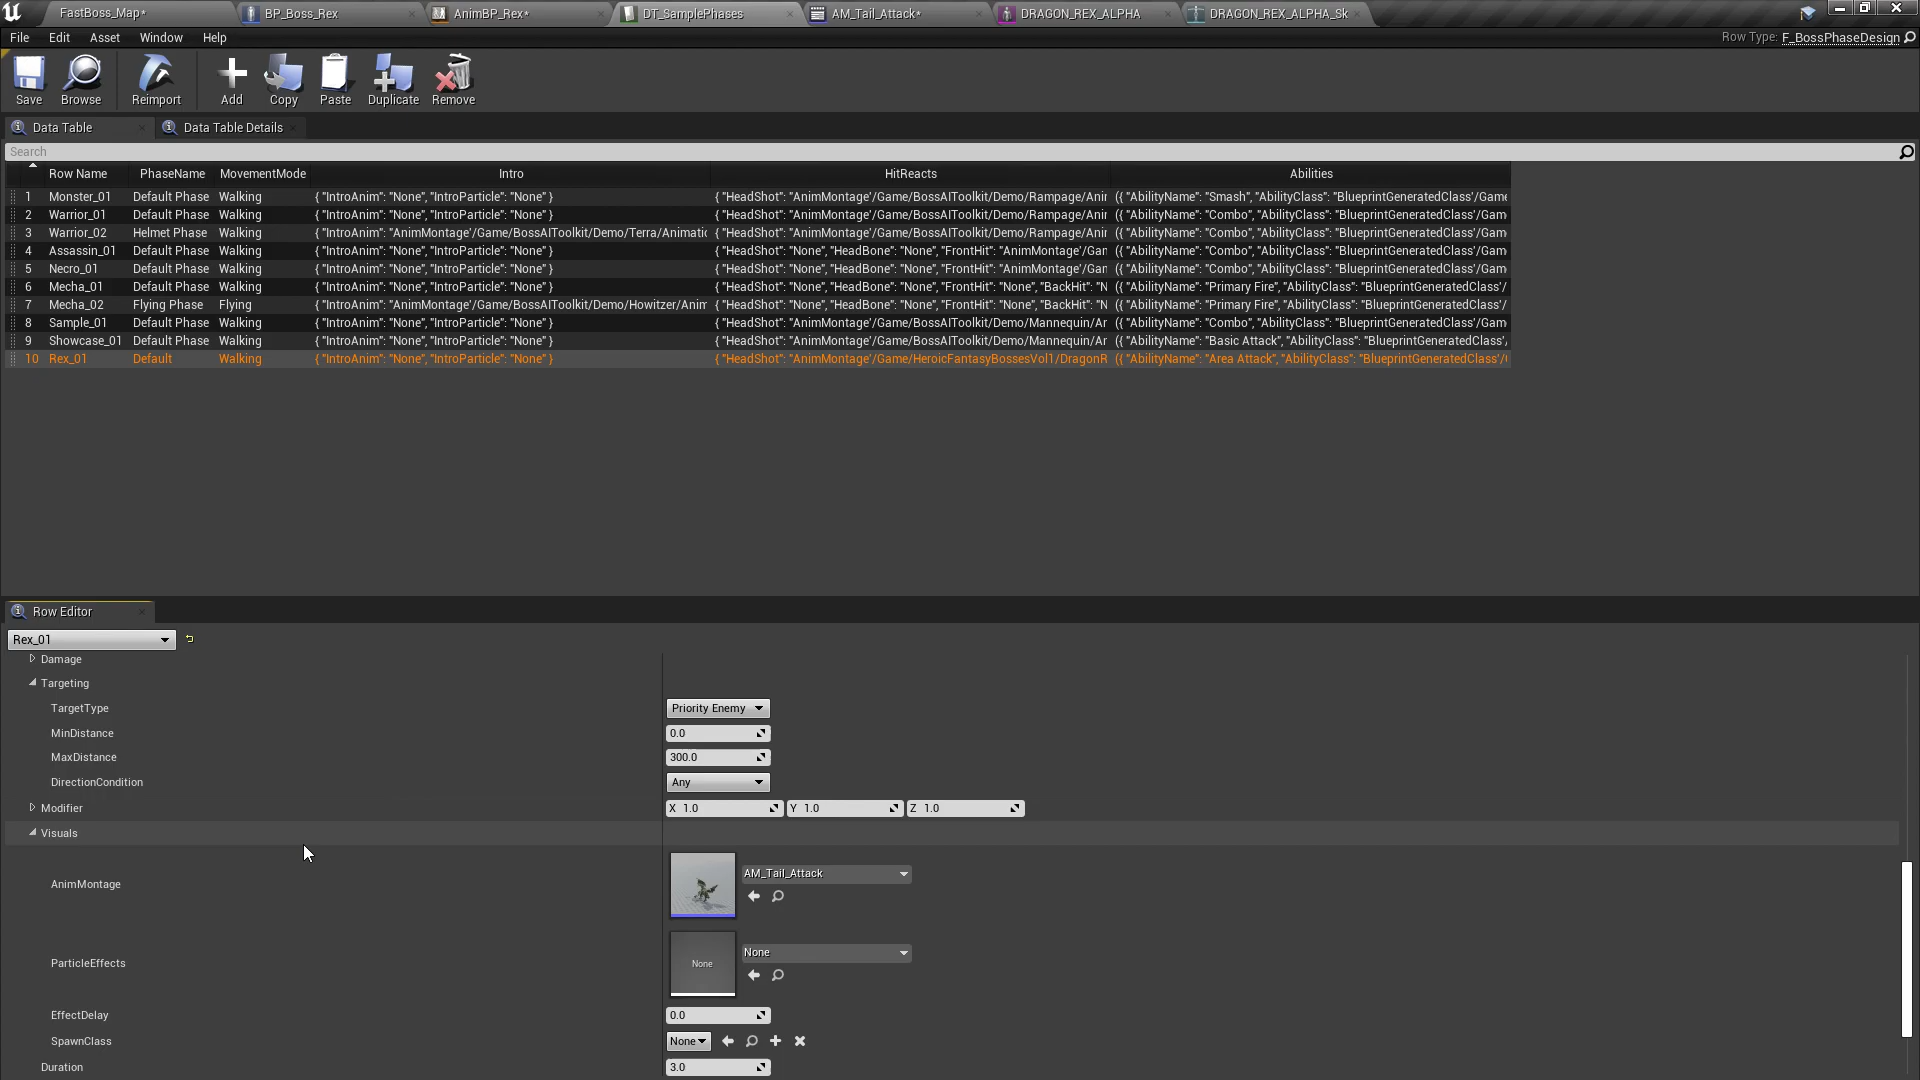 FastBoss_Map* BP_Boss_Rex AnimBP_Rex* DT_SamplePhases AM_Tail_Attack* DRAGON_REX_ALPHA DRAGON_REX_ALPHA_Sk
File Edit Asset Window Help Row Type: F_BossPhaseDesign
Save Browse Reimport Add Copy Paste Duplicate Remove
Data Table Data Table Details
Search
Row Name PhaseName MovementMode Intro HitReacts Abilities
1 Monster_01 Default Phase Walking { "IntroAnim": "None", "IntroParticle": "None" } { "HeadShot": "AnimMontage'/Game/BossAIToolkit/Demo/Rampage/Anir ({ "AbilityName": "Smash", "AbilityClass": "BlueprintGeneratedClass'/Game
2 Warrior_01 Default Phase Walking { "IntroAnim": "None", "IntroParticle": "None" } { "HeadShot": "AnimMontage'/Game/BossAIToolkit/Demo/Rampage/Anir ({ "AbilityName": "Combo", "AbilityClass": "BlueprintGeneratedClass'/Gam
3 Warrior_02 Helmet Phase Walking { "IntroAnim": "AnimMontage'/Game/BossAIToolkit/Demo/Terra/Animatic { "HeadShot": "AnimMontage'/Game/BossAIToolkit/Demo/Rampage/Anir ({ "AbilityName": "Combo", "AbilityClass": "BlueprintGeneratedClass'/Gam
4 Assassin_01 Default Phase Walking { "IntroAnim": "None", "IntroParticle": "None" } { "HeadShot": "None", "HeadBone": "None", "FrontHit": "AnimMontage'/Gan ({ "AbilityName": "Combo", "AbilityClass": "BlueprintGeneratedClass'/Gam
5 Necro_01 Default Phase Walking { "IntroAnim": "None", "IntroParticle": "None" } { "HeadShot": "None", "HeadBone": "None", "FrontHit": "AnimMontage'/Gan ({ "AbilityName": "Combo", "AbilityClass": "BlueprintGeneratedClass'/Gam
6 Mecha_01 Default Phase Walking { "IntroAnim": "None", "IntroParticle": "None" } { "HeadShot": "None", "HeadBone": "None", "FrontHit": "None", "BackHit": "N ({ "AbilityName": "Primary Fire", "AbilityClass": "BlueprintGeneratedClass'/
7 Mecha_02 Flying Phase Flying { "IntroAnim": "AnimMontage'/Game/BossAIToolkit/Demo/Howitzer/Anim { "HeadShot": "None", "HeadBone": "None", "FrontHit": "None", "BackHit": "N ({ "AbilityName": "Primary Fire", "AbilityClass": "BlueprintGeneratedClass'/
8 Sample_01 Default Phase Walking { "IntroAnim": "None", "IntroParticle": "None" } { "HeadShot": "AnimMontage'/Game/BossAIToolkit/Demo/Mannequin/Ar ({ "AbilityName": "Combo", "AbilityClass": "BlueprintGeneratedClass'/Gam
9 Showcase_01 Default Phase Walking { "IntroAnim": "None", "IntroParticle": "None" } { "HeadShot": "AnimMontage'/Game/BossAIToolkit/Demo/Mannequin/Ar ({ "AbilityName": "Basic Attack", "AbilityClass": "BlueprintGeneratedClass'/
10 Rex_01 Default Walking { "IntroAnim": "None", "IntroParticle": "None" } { "HeadShot": "AnimMontage'/Game/HeroicFantasyBossesVol1/DragonR ({ "AbilityName": "Area Attack", "AbilityClass": "BlueprintGeneratedClass'/
Row Editor
Rex_01
Damage
Targeting
TargetType Priority Enemy
MinDistance 0.0
MaxDistance 300.0
DirectionCondition Any
Modifier X 1.0 Y 1.0 Z 1.0
Visuals
AnimMontage AM_Tail_Attack
ParticleEffects None None
EffectDelay 0.0
SpawnClass None
Duration 3.0